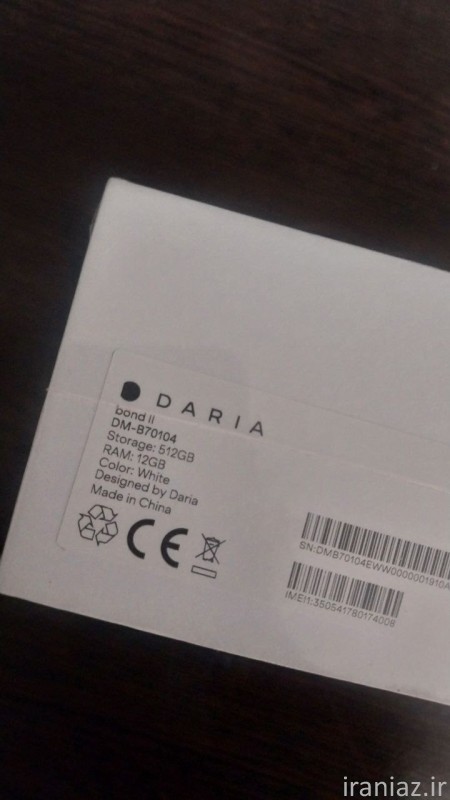 DARIA
bond II
DM-B70104
Storage: 512GB
RAM: 12GB
Color: White
Designed by Daria
Made in China
CE
SN:DMB70104EWW0000001910A
IMEI1:350541780174008
iraniaz.ir